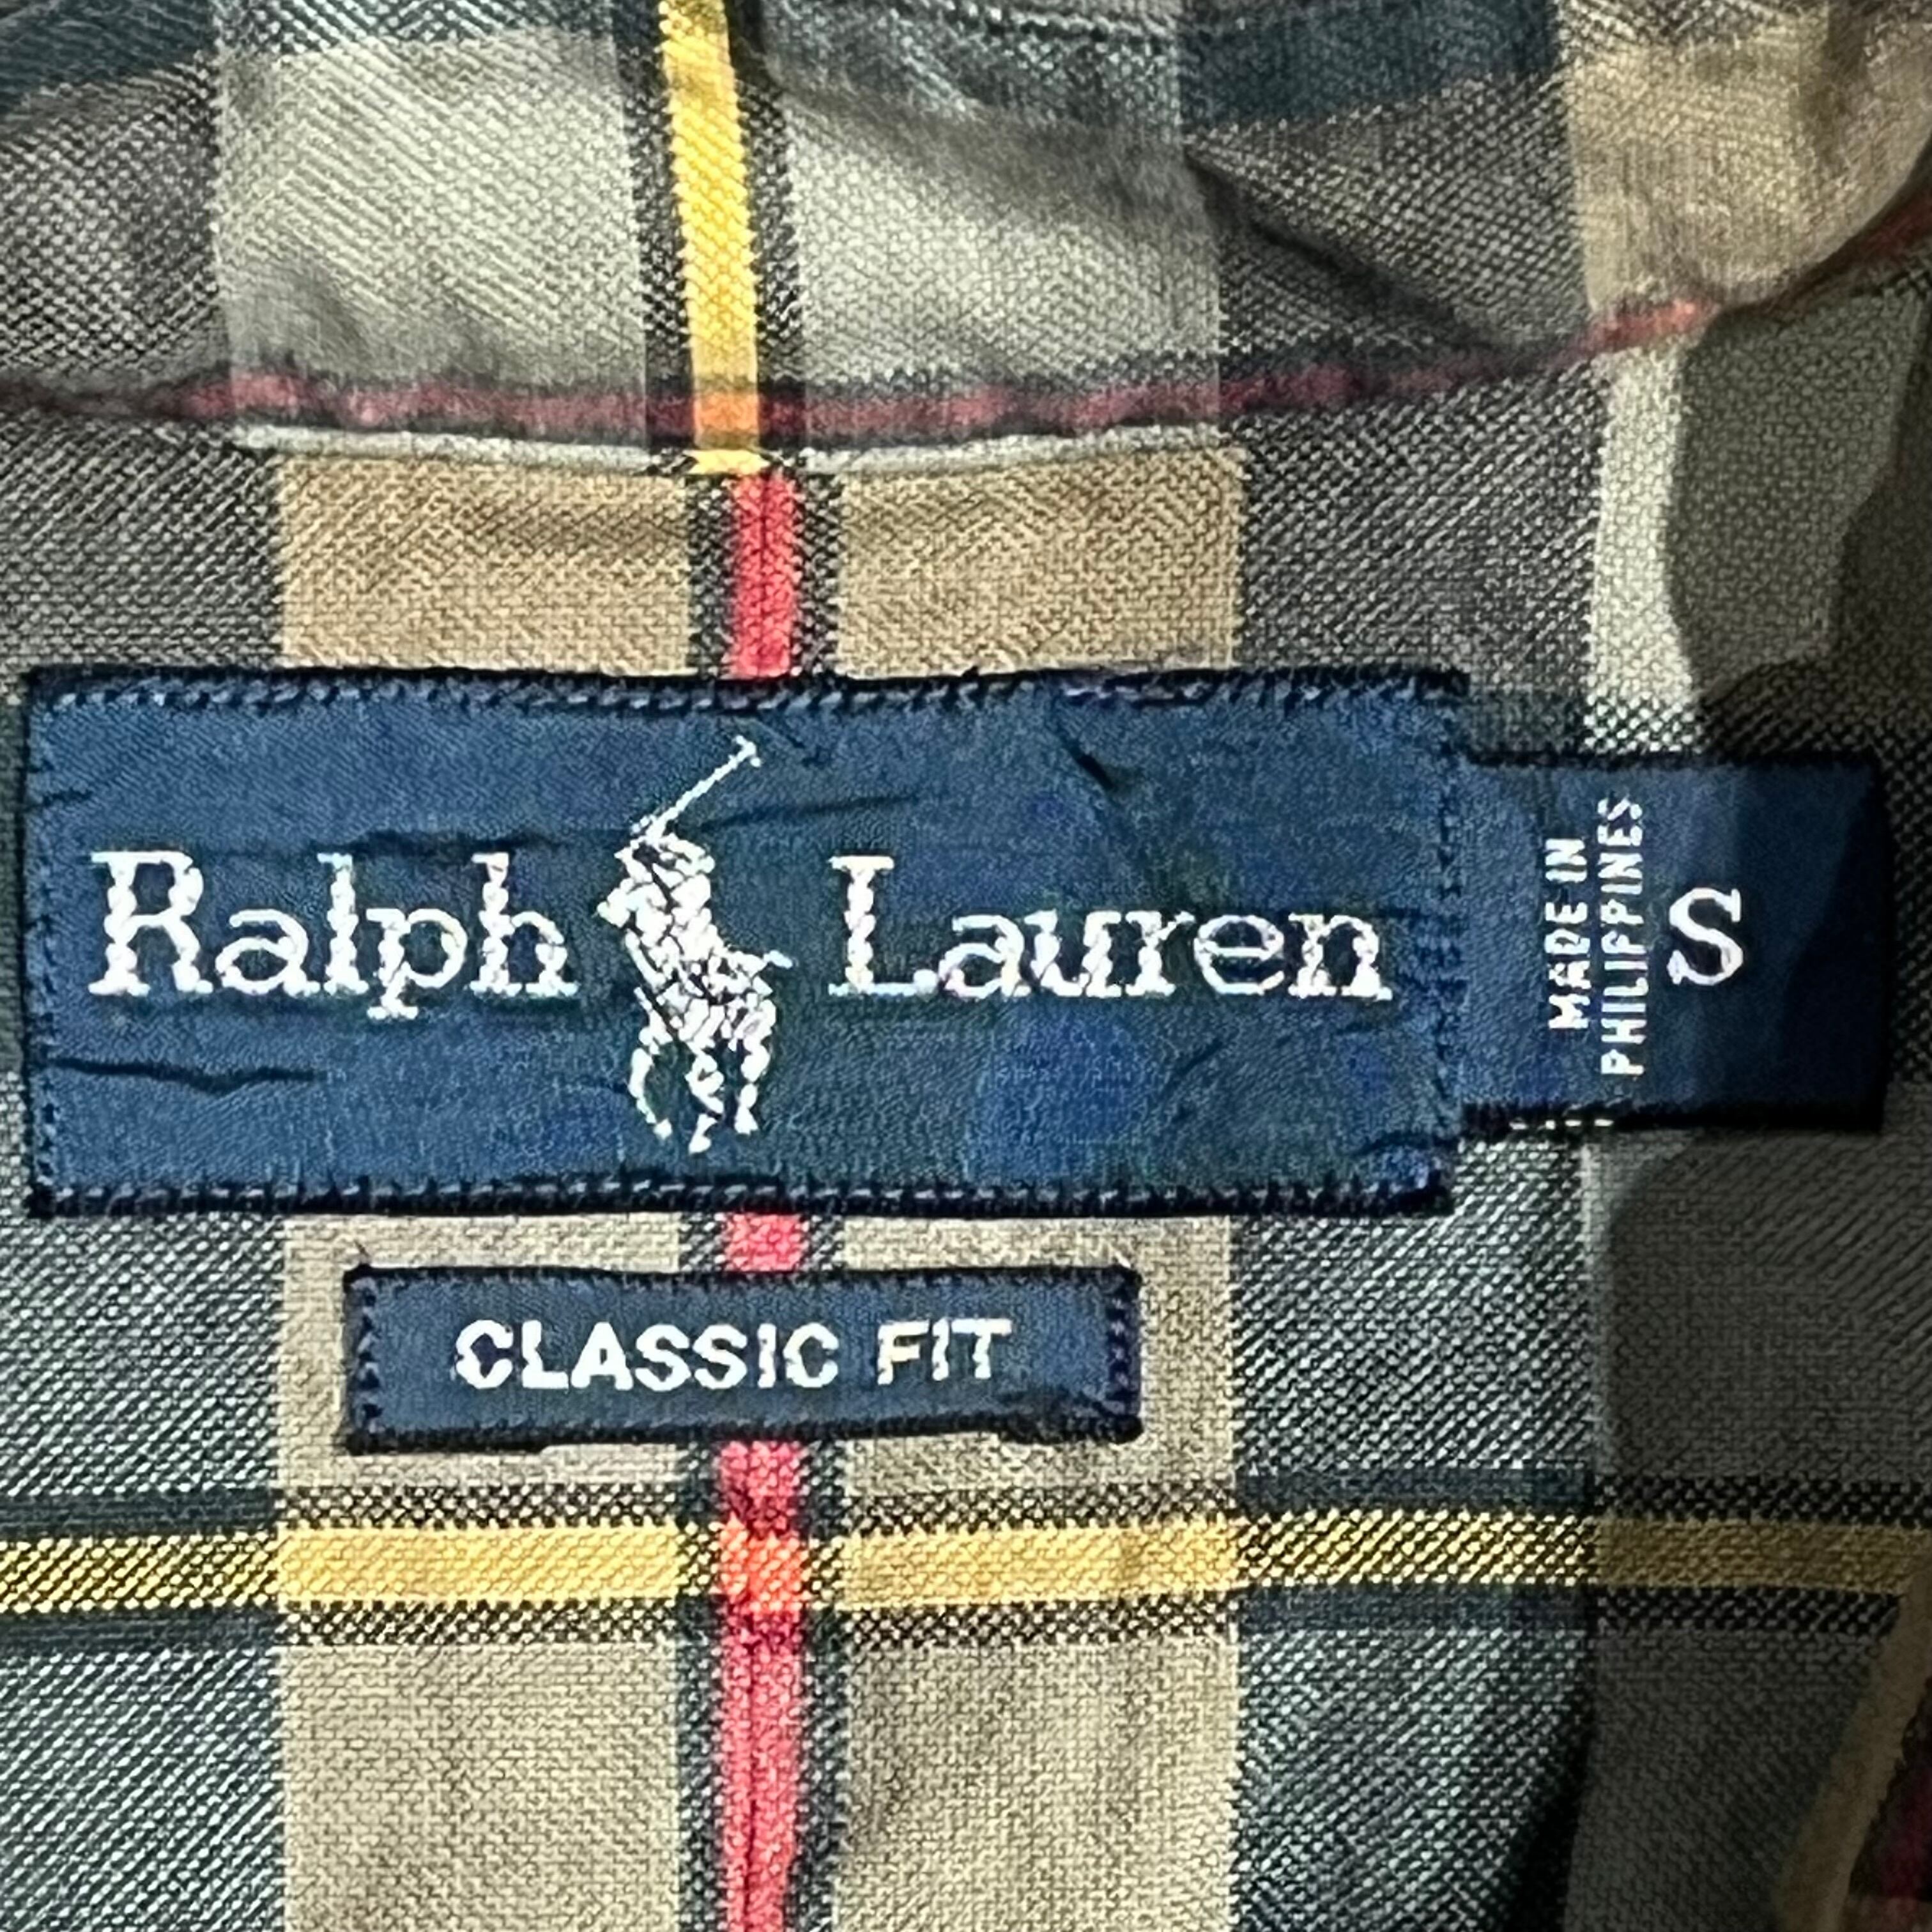 Ralph Lauren
MADE IN
PHILIPPINES
S
CLASSIC FIT